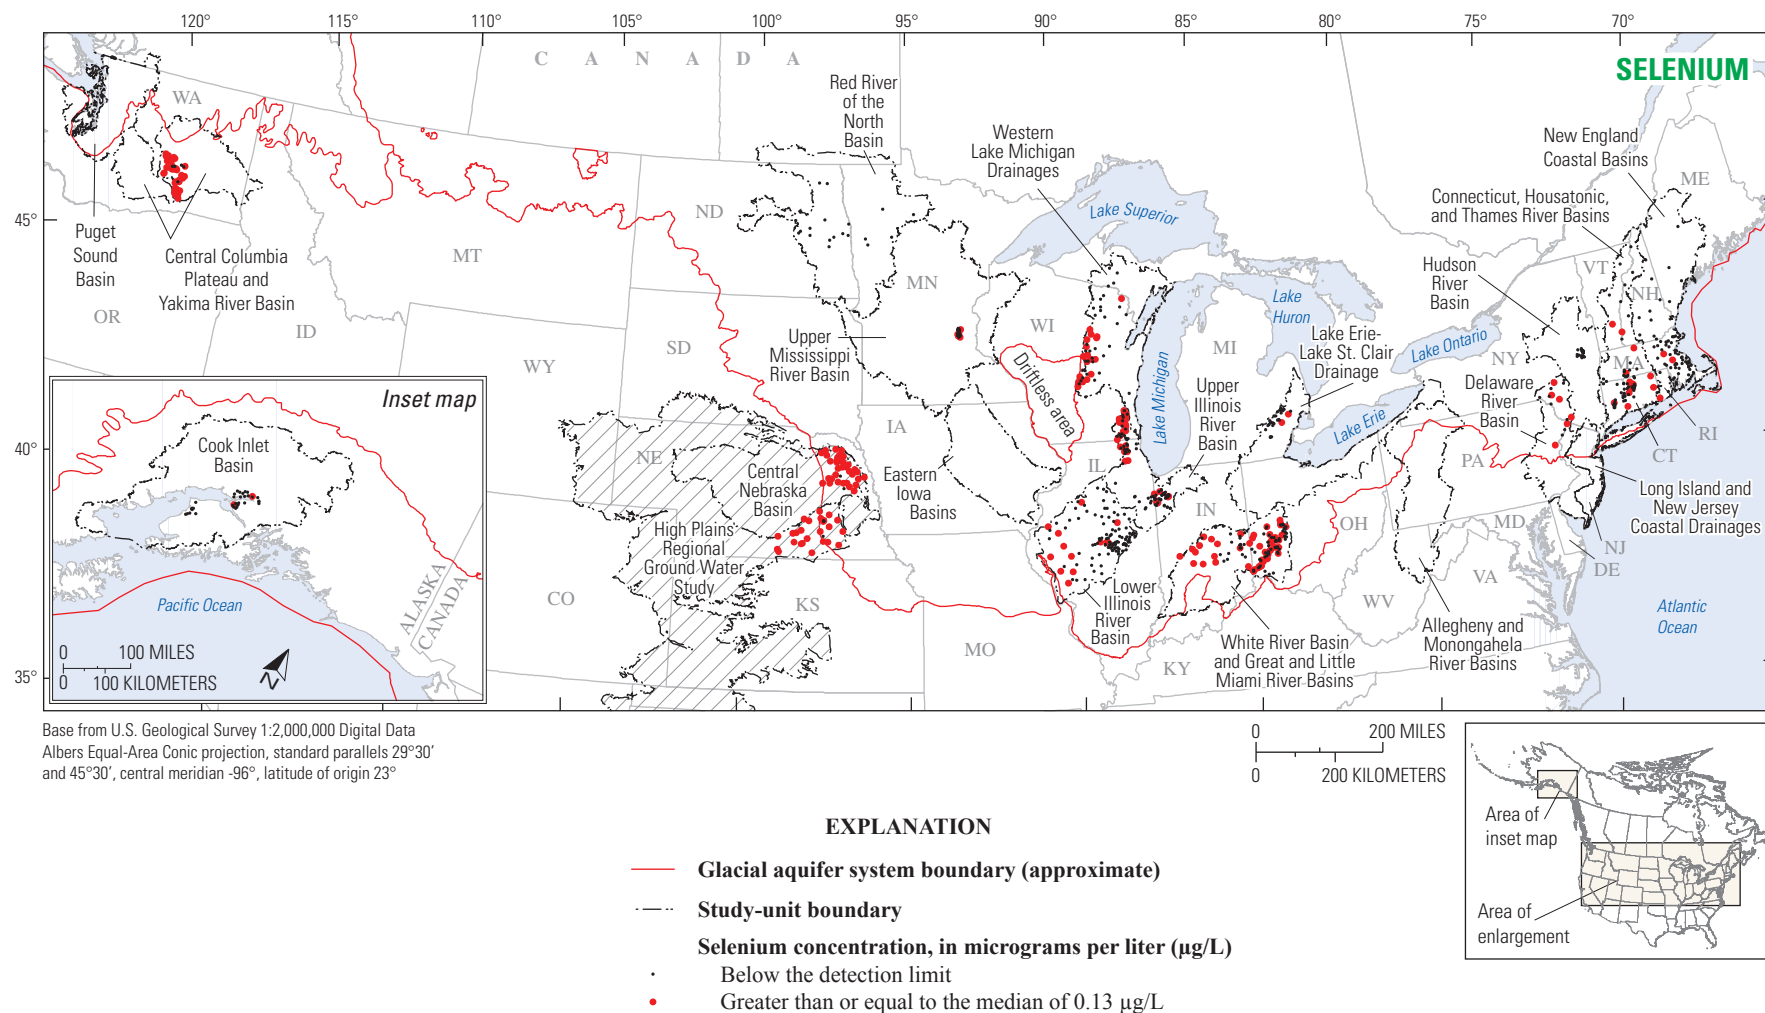 120°
115°
110°
105°
100°
95°
90°
85°
80°
75°
70°
45°
40°
35°
SELENIUM
C A N A D A
WA
OR
ID
MT
WY
ND
SD
NE
CO
KS
MN
IA
MO
WI
IL
MI
IN
OH
KY
WV
VA
PA
NY
MD
DE
NJ
CT
RI
MA
NH
VT
ME
Puget
Sound
Basin
Central Columbia
Plateau and
Yakima River Basin
Red River
of the
North
Basin
Western
Lake Michigan
Drainages
Lake Superior
Lake
Huron
Lake Michigan
Lake Erie
Lake Ontario
Upper
Mississippi
River Basin
Driftless area
Upper
Illinois
River
Basin
Lake Erie-
Lake St. Clair
Drainage
New England
Coastal Basins
Connecticut, Housatonic,
and Thames River Basins
Hudson
River
Basin
Delaware
River
Basin
Long Island and
New Jersey
Coastal Drainages
Central
Nebraska
Basin
High Plains
Regional
Ground Water
Study
Eastern
Iowa
Basins
Lower
Illinois
River
Basin
White River Basin
and Great and Little
Miami River Basins
Allegheny and
Monongahela
River Basins
Atlantic
Ocean
Inset map
Cook Inlet
Basin
Pacific Ocean
ALASKA
CANADA
0 100 MILES
0 100 KILOMETERS
N
Base from U.S. Geological Survey 1:2,000,000 Digital Data
Albers Equal-Area Conic projection, standard parallels 29°30′
and 45°30′, central meridian -96°, latitude of origin 23°
0 200 MILES
0 200 KILOMETERS
Area of
inset map
Area of
enlargement
EXPLANATION
Glacial aquifer system boundary (approximate)
Study-unit boundary
Selenium concentration, in micrograms per liter (µg/L)
Below the detection limit
Greater than or equal to the median of 0.13 µg/L